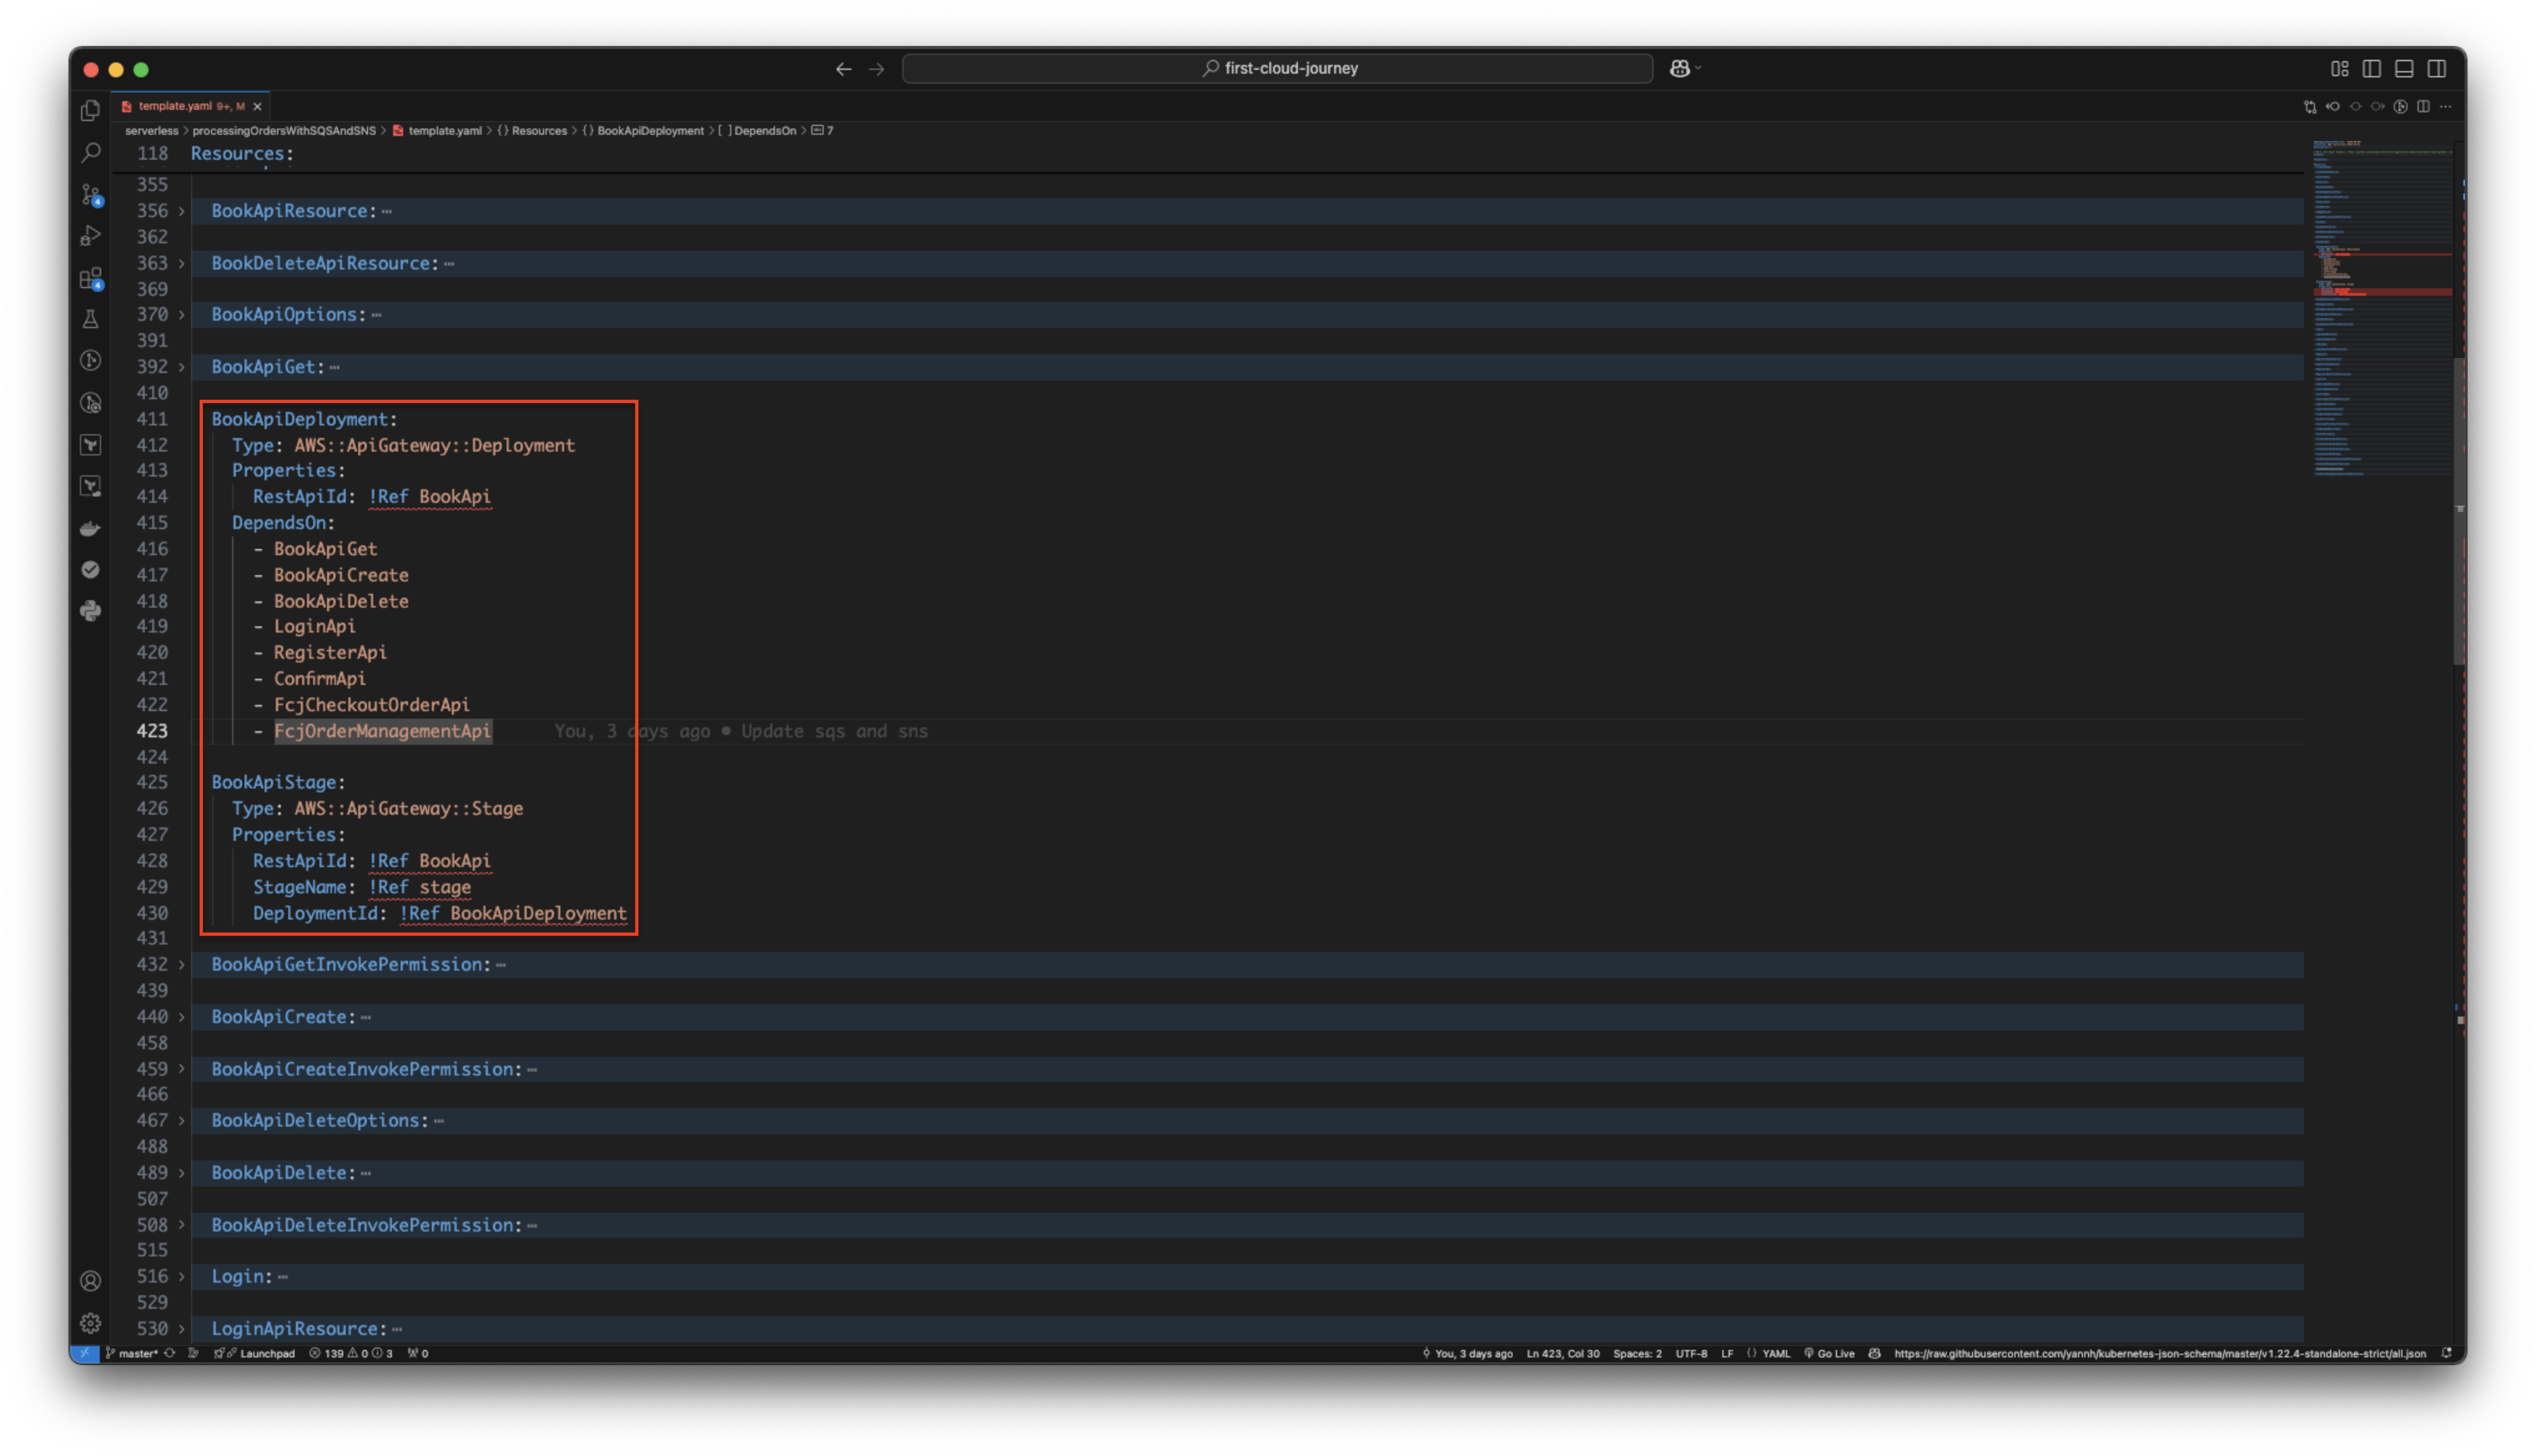 first-cloud-journey
template.yaml 9+, M
serverless > processingOrdersWithSQSAndSNS > template.yaml > {} Resources > {} BookApiDeployment > [ ] DependsOn > 7
118 Resources:
355
356 > BookApiResource: ⋯
362
363 > BookDeleteApiResource: ⋯
369
370 > BookApiOptions: ⋯
391
392 > BookApiGet: ⋯
410
411 BookApiDeployment:
412 Type: AWS::ApiGateway::Deployment
413 Properties:
414 RestApiId: !Ref BookApi
415 DependsOn:
416 - BookApiGet
417 - BookApiCreate
418 - BookApiDelete
419 - LoginApi
420 - RegisterApi
421 - ConfirmApi
422 - FcjCheckoutOrderApi
423 - FcjOrderManagementApi You, 3 days ago • Update sqs and sns
424
425 BookApiStage:
426 Type: AWS::ApiGateway::Stage
427 Properties:
428 RestApiId: !Ref BookApi
429 StageName: !Ref stage
430 DeploymentId: !Ref BookApiDeployment
431
432 > BookApiGetInvokePermission: ⋯
439
440 > BookApiCreate: ⋯
458
459 > BookApiCreateInvokePermission: ⋯
466
467 > BookApiDeleteOptions: ⋯
488
489 > BookApiDelete: ⋯
507
508 > BookApiDeleteInvokePermission: ⋯
515
516 > Login: ⋯
529
530 > LoginApiResource: ⋯
master* Launchpad 139 0 3 0 You, 3 days ago Ln 423, Col 30 Spaces: 2 UTF-8 LF {} YAML Go Live https://raw.githubusercontent.com/yannh/kubernetes-json-schema/master/v1.22.4-standalone-strict/all.json